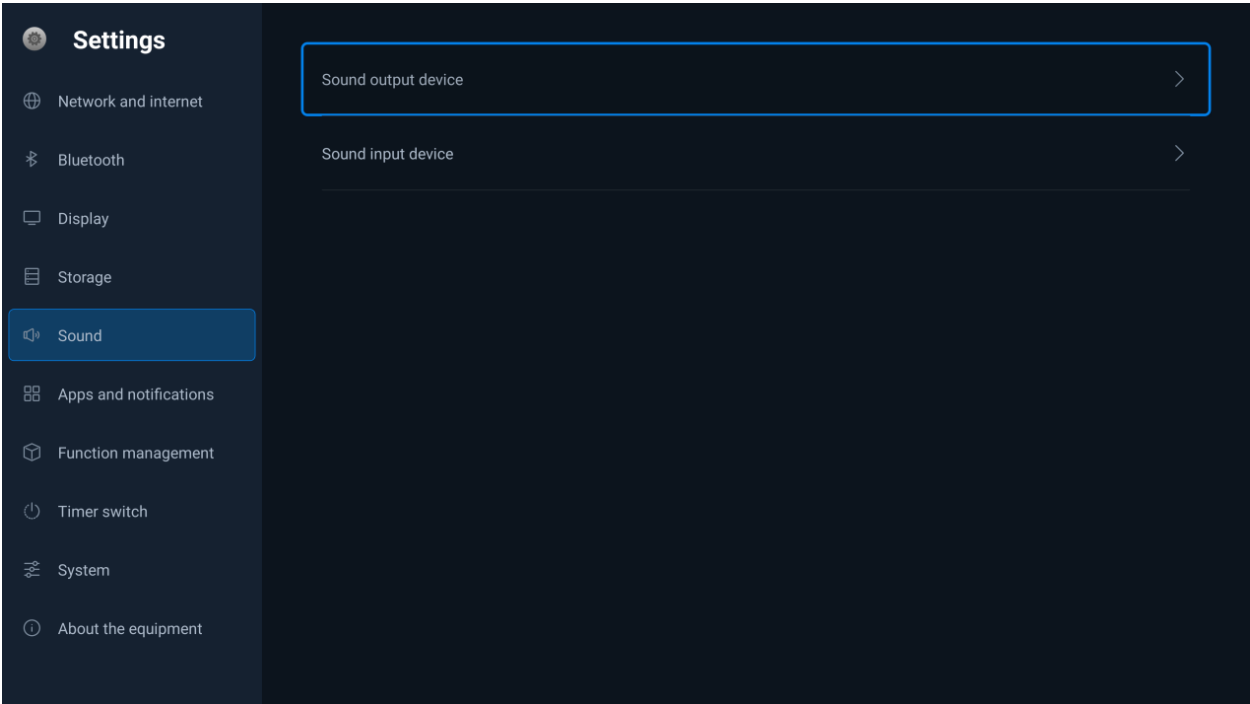 Settings
Network and internet
Bluetooth
Display
Storage
Sound
Apps and notifications
Function management
Timer switch
System
About the equipment
Sound output device
Sound input device